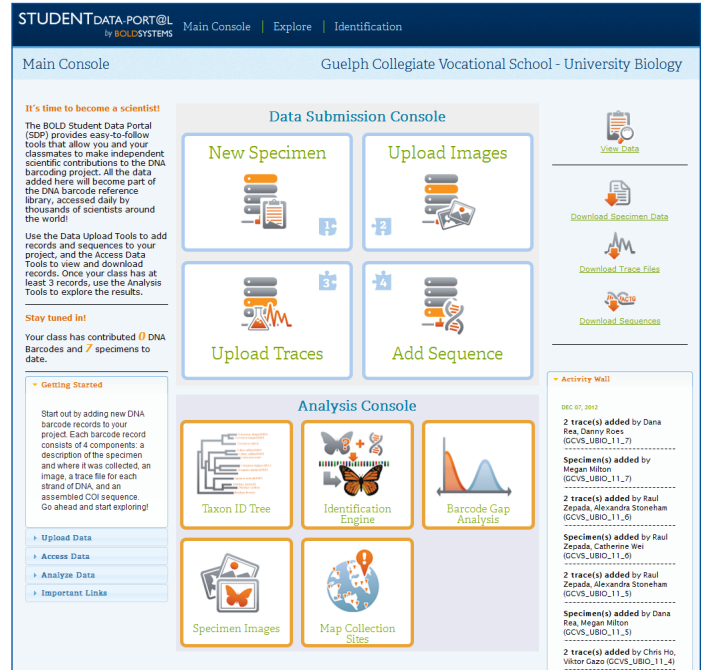 STUDENT DATA-PORT@L
by BOLDSYSTEMS
Main Console | Explore | Identification
Main Console
Guelph Collegiate Vocational School - University Biology
It's time to become a scientist!
The BOLD Student Data Portal
(SDP) provides easy-to-follow
tools that allow you and your
classmates to make independent
scientific contributions to the DNA
barcoding project. All the data
added here will become part of
the DNA barcode reference
library, accessed daily by
thousands of scientists around
the world!
Use the Data Upload Tools to add
records and sequences to your
project, and the Access Data
Tools to view and download
records. Once your class has at
least 3 records, use the Analysis
Tools to explore the results.
Stay tuned in!
Your class has contributed 0 DNA
Barcodes and 7 specimens to
date.
Getting Started
Start out by adding new DNA
barcode records to your
project. Each barcode record
consists of 4 components: a
description of the specimen
and where it was collected, an
image, a trace file for each
strand of DNA, and an
assembled COI sequence.
Go ahead and start exploring!
Upload Data
Access Data
Analyze Data
Important Links
Data Submission Console
New Specimen
1
Upload Images
2
3
Upload Traces
4
Add Sequence
Analysis Console
Taxon ID Tree
Identification
Engine
Barcode Gap
Analysis
Specimen Images
Map Collection
Sites
View Data
Download Specimen Data
Download Trace Files
ACTG
Download Sequences
Activity Wall
DEC 07, 2012
2 trace(s) added by Dana
Rea, Danny Roes
(GCVS_UBIO_11_7)
Specimen(s) added by
Megan Milton
(GCVS_UBIO_11_7)
2 trace(s) added by Raul
Zepada, Alexandra Stoneham
(GCVS_UBIO_11_6)
Specimen(s) added by Raul
Zepada, Catherine Wei
(GCVS_UBIO_11_6)
2 trace(s) added by Raul
Zepada, Alexandra Stoneham
(GCVS_UBIO_11_5)
Specimen(s) added by Dana
Rea, Megan Milton
(GCVS_UBIO_11_5)
2 trace(s) added by Chris Ho,
Viktor Gazo (GCVS_UBIO_11_4)